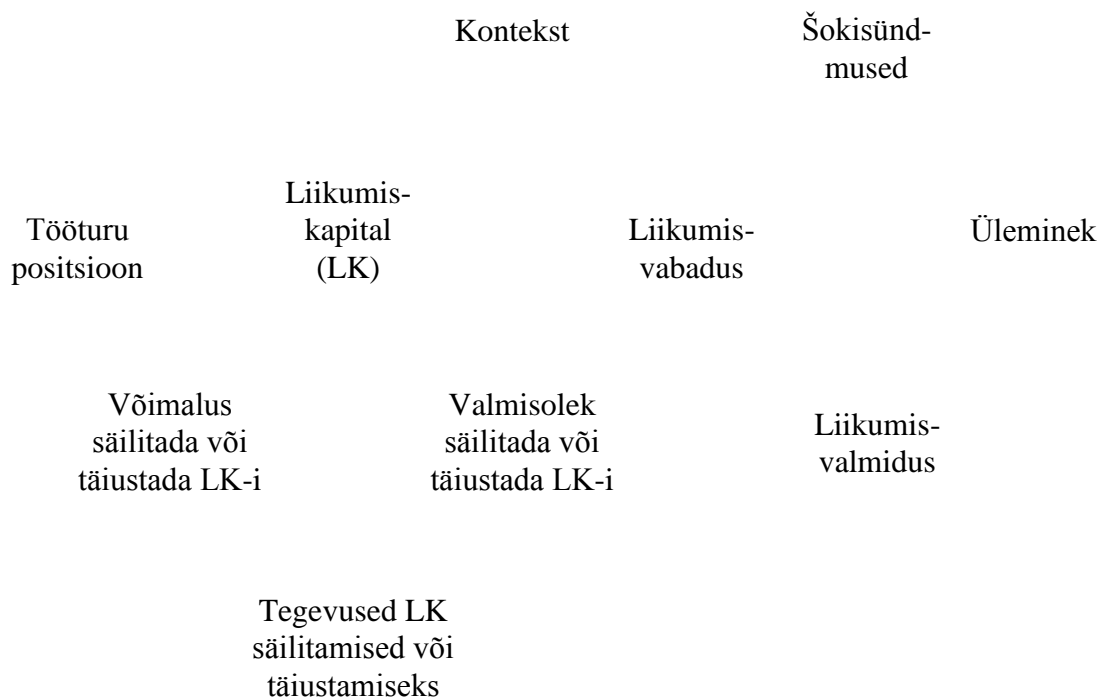 Kontekst
Šokisünd-
mused
Tööturu
positsioon
Liikumis-
kapital
(LK)
Liikumis-
vabadus
Üleminek
Võimalus
säilitada või
täiustada LK-i
Valmisolek
säilitada või
täiustada LK-i
Liikumis-
valmidus
Tegevused LK
säilitamised või
täiustamiseks